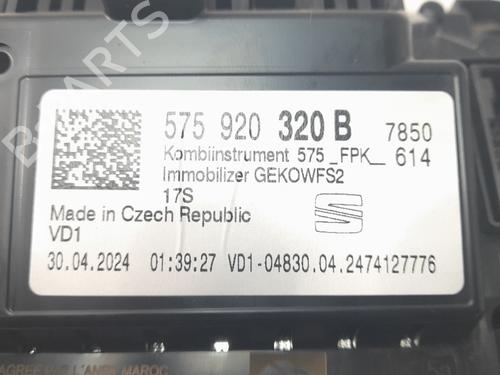 575 920 320 B 7850
Kombiinstrument 575 _FPK_ 614
Immobilizer GEKOWFS2
17S
Made in Czech Republic
VD1
30.04.2024 01:39:27 VD1-04830.04.2474127776
MAROC